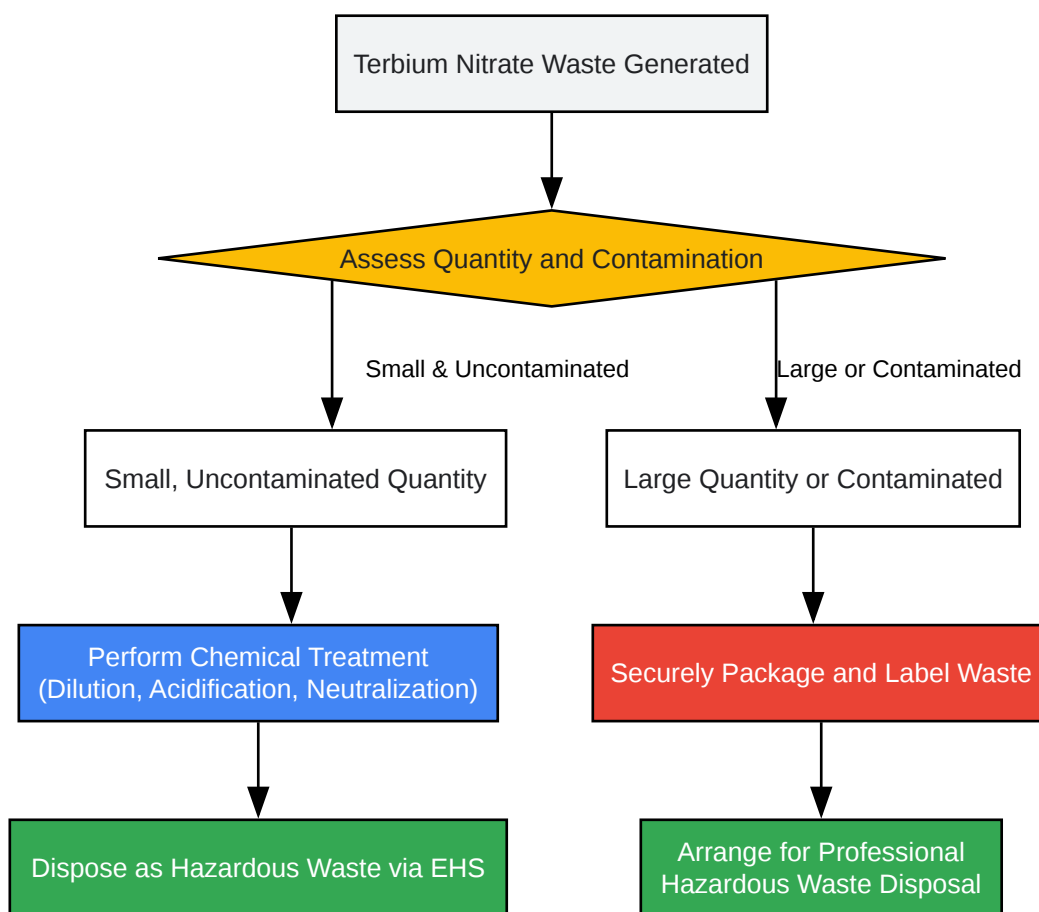 Terbium Nitrate Waste Generated
Assess Quantity and Contamination
Small & Uncontaminated
Large or Contaminated
Small, Uncontaminated Quantity
Large Quantity or Contaminated
Perform Chemical Treatment
(Dilution, Acidification, Neutralization)
Securely Package and Label Waste
Dispose as Hazardous Waste via EHS
Arrange for Professional
Hazardous Waste Disposal